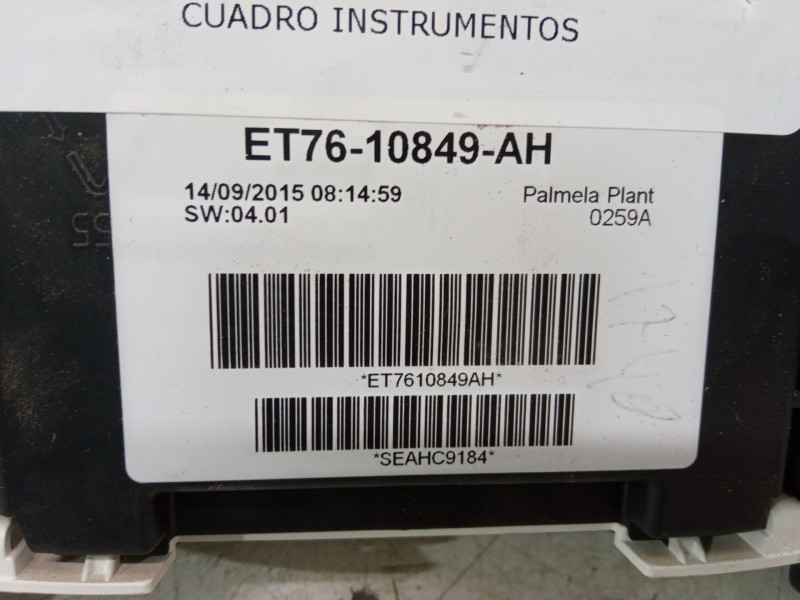 CUADRO INSTRUMENTOS
ET76-10849-AH
14/09/2015 08:14:59
Palmela Plant
SW:04.01
0259A
*ET7610849AH*
*SEAHC9184*